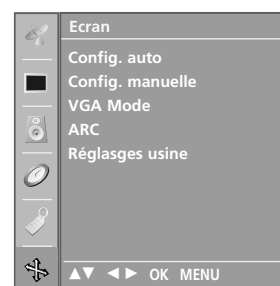 Ecran
Config. auto
Config. manuelle
VGA Mode
ARC
Réglasges usine
▲▼ ◄► OK MENU